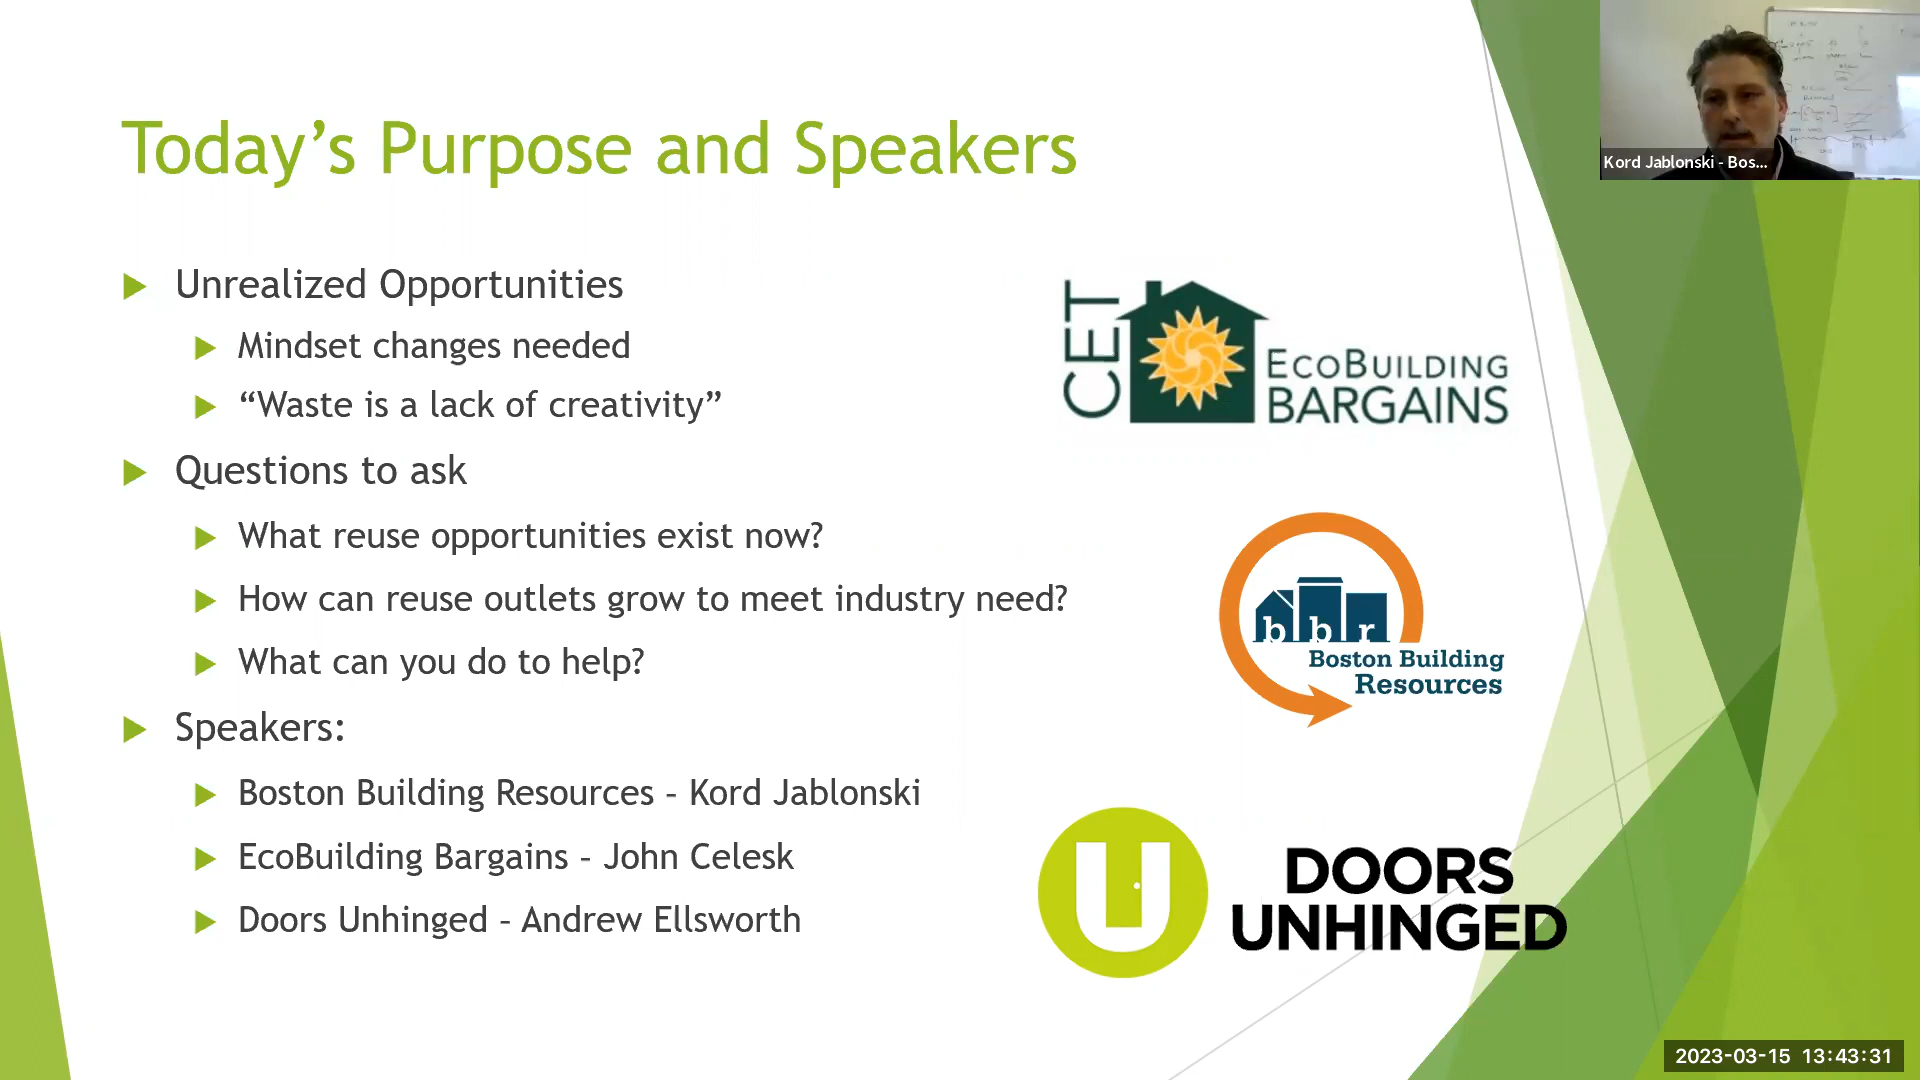 Today’s Purpose and Speakers
Unrealized Opportunities
Mindset changes needed
“Waste is a lack of creativity”
Questions to ask
What reuse opportunities exist now?
How can reuse outlets grow to meet industry need?
What can you do to help?
Speakers:
Boston Building Resources – Kord Jablonski
EcoBuilding Bargains – John Celesk
Doors Unhinged – Andrew Ellsworth
CET
EcoBuilding
BARGAINS
bbr
Boston Building
Resources
DOORS
UNHINGED
Kord Jablonski - Bos...
2023-03-15 13:43:31